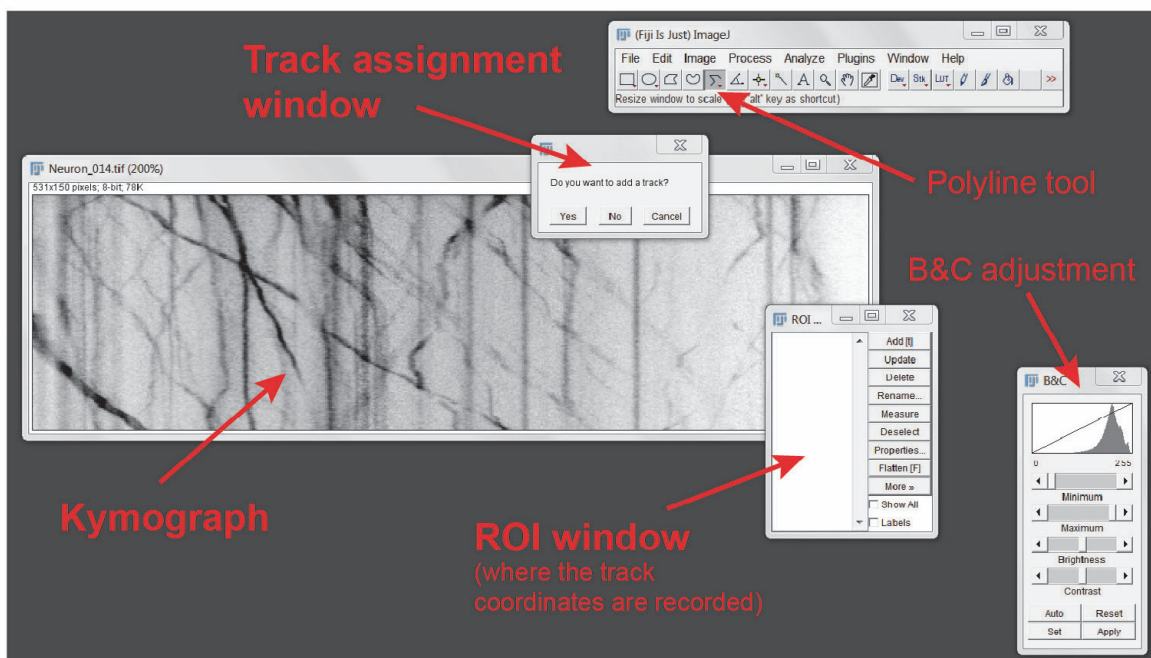 (Fiji Is Just) ImageJ
File Edit Image Process Analyze Plugins Window Help
A Dev Stk LUT >>
Resize window to scale "alt" key as shortcut)
Track assignment
window
Polyline tool
Do you want to add a track?
Yes No Cancel
Neuron_014.tif (200%)
531x150 pixels; 8-bit; 78K
B&C adjustment
ROI ...
Add [t]
Update
Delete
Rename...
Measure
Deselect
Properties...
Flatten [F]
More »
Show All
Labels
Kymograph
ROI window
(where the track
coordinates are recorded)
B&C
0 255
Minimum
Maximum
Brightness
Contrast
Auto Reset
Set Apply